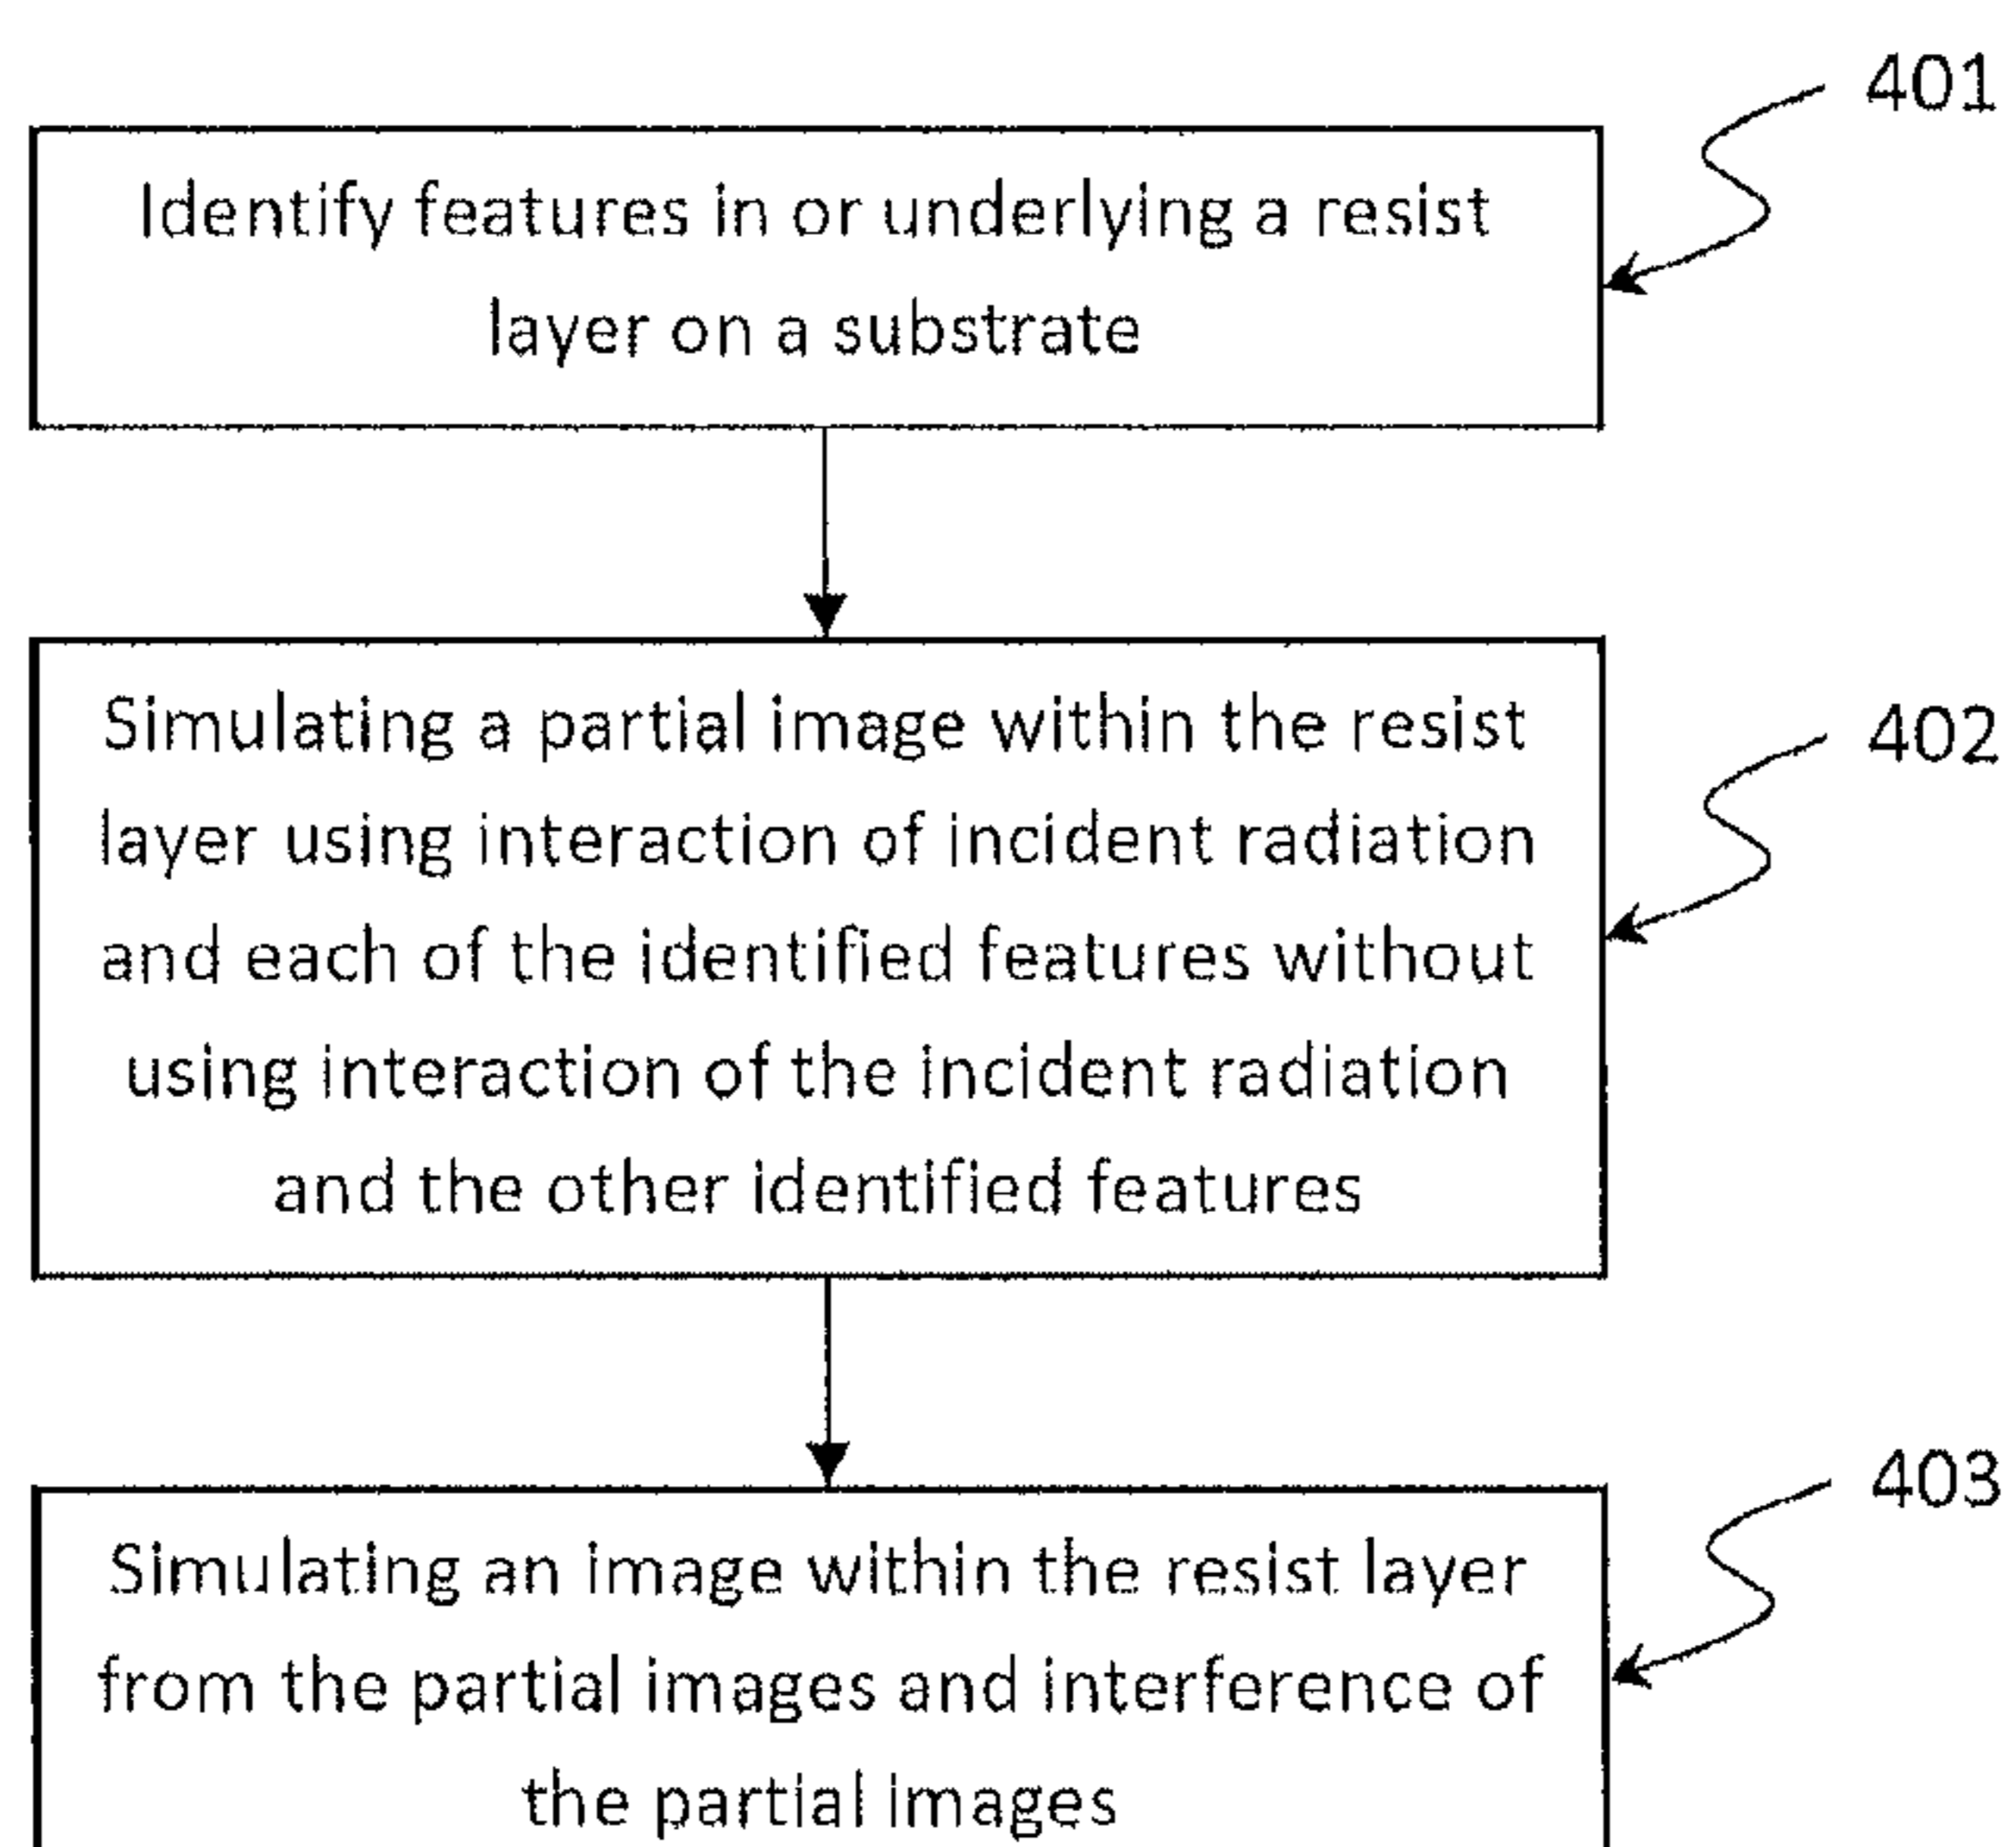 401
Identify features in or underlying a resist
layer on a substrate
402
Simulating a partial image within the resist
layer using interaction of incident radiation
and each of the identified features without
using interaction of the incident radiation
and the other identified features
403
Simulating an image within the resist layer
from the partial images and interference of
the partial images